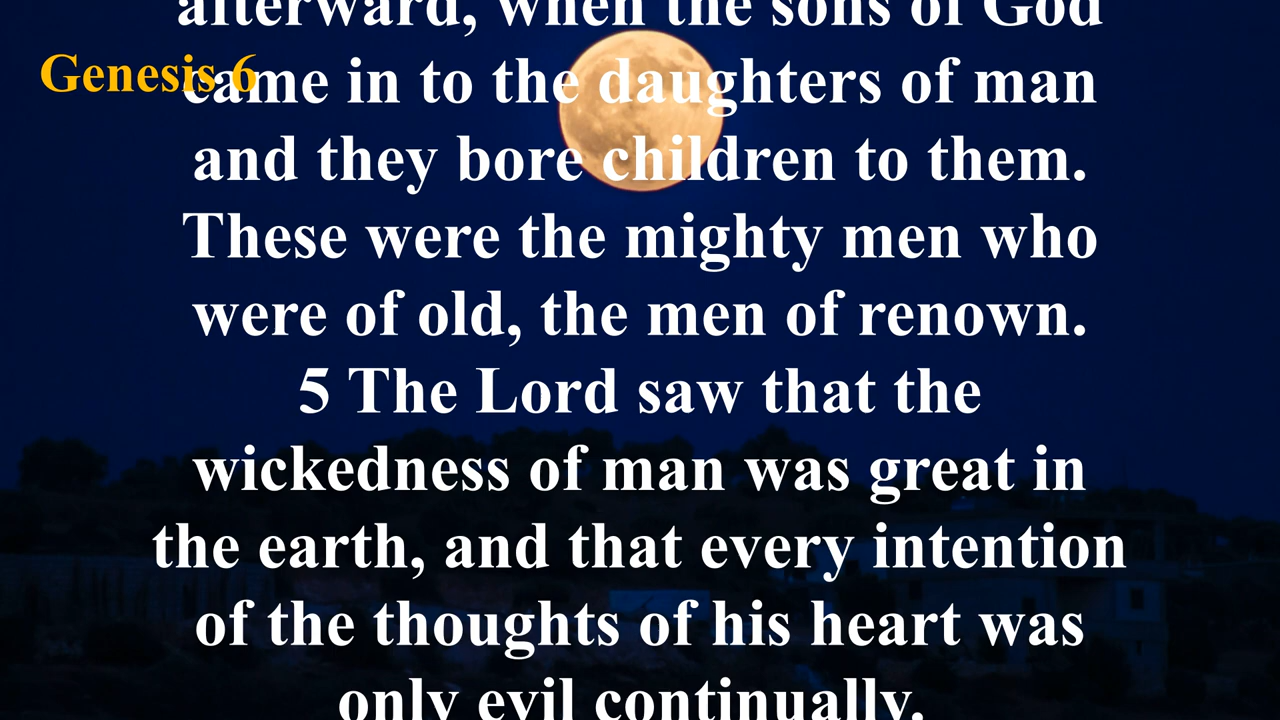 afterward, when the sons of God
Genesis 6
came in to the daughters of man
and they bore children to them.
These were the mighty men who
were of old, the men of renown.
5 The Lord saw that the
wickedness of man was great in
the earth, and that every intention
of the thoughts of his heart was
only evil continually.